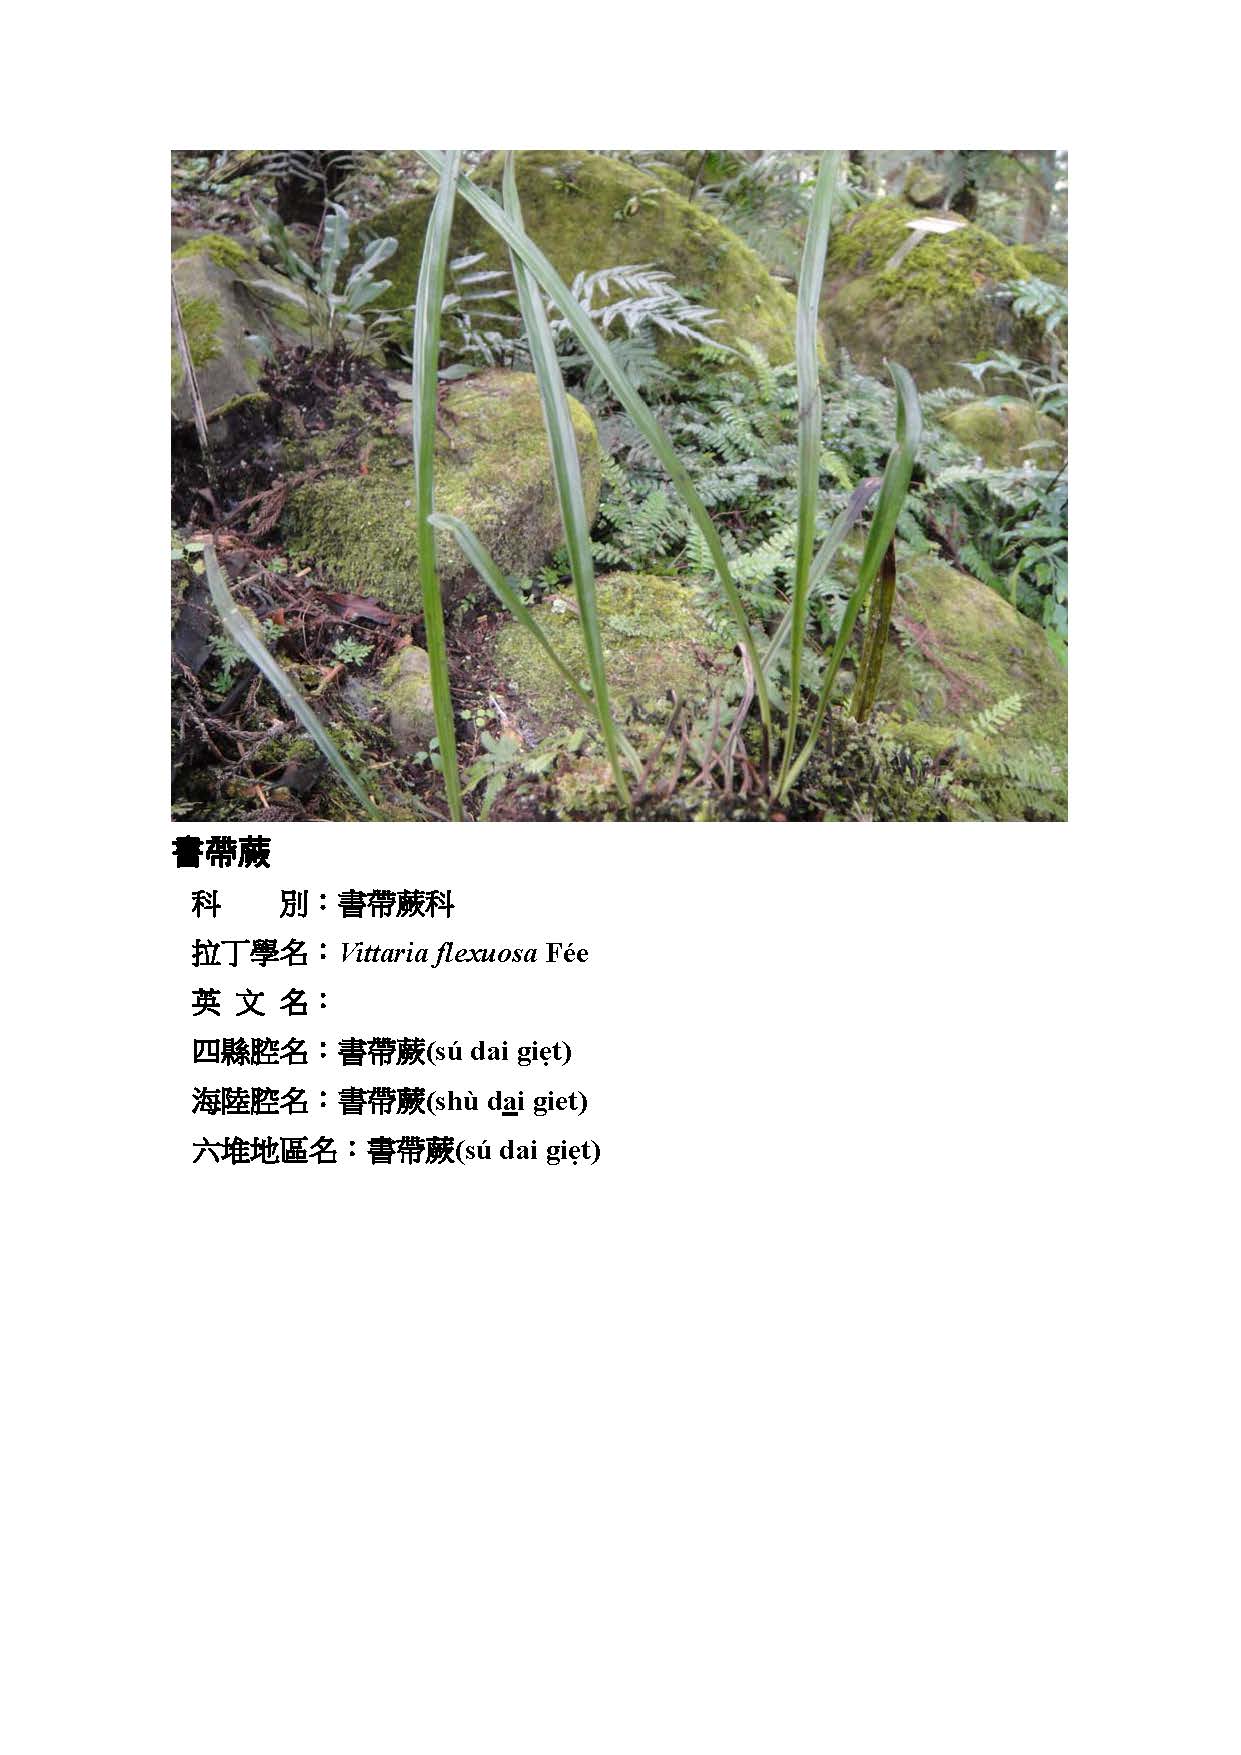 書帶蕨
科　　別：書帶蕨科
拉丁學名：Vittaria flexuosa Fée
英 文 名：
四縣腔名：書帶蕨(sú dai giẹt)
海陸腔名：書帶蕨(shù da̲i giet)
六堆地區名：書帶蕨(sú dai giẹt)